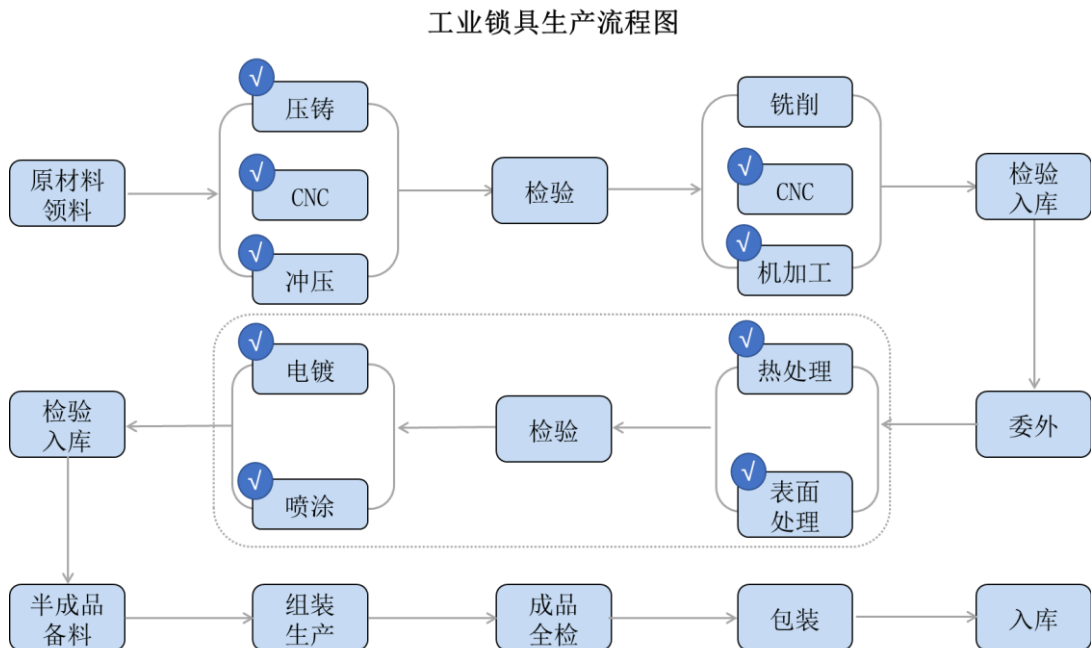 工业锁具生产流程图
√
压铸
√
CNC
√
冲压
原材料
领料
检验
铣削
√
CNC
√
机加工
检验
入库
委外
√
热处理
√
表面
处理
检验
√
电镀
√
喷涂
检验
入库
半成品
备料
组装
生产
成品
全检
包装
入库